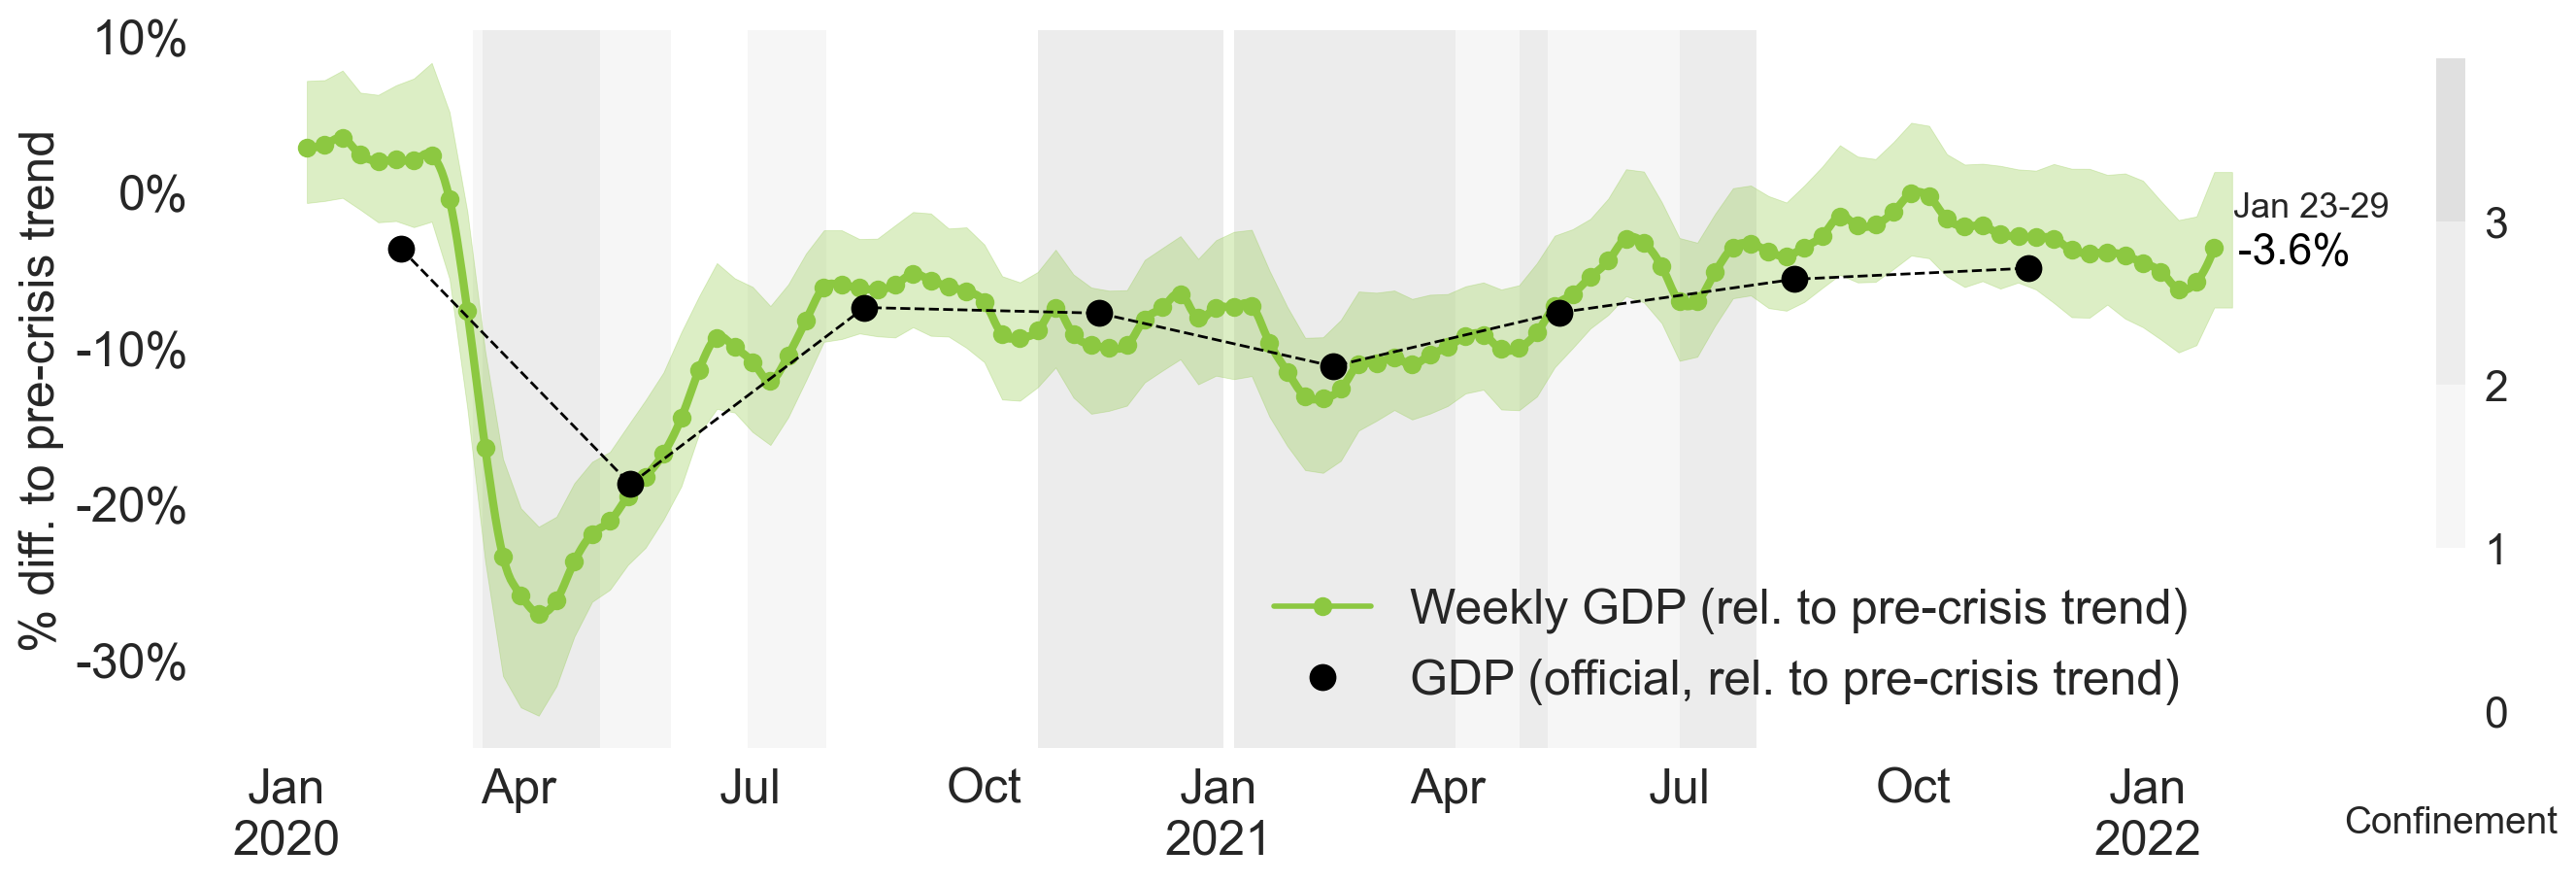 % diff. to pre-crisis trend
10%
0%
-10%
-20%
-30%
Jan 23-29
-3.6%
3
2
1
0
Weekly GDP (rel. to pre-crisis trend)
GDP (official, rel. to pre-crisis trend)
Jan Apr Jul Oct Jan Apr Jul Oct Jan
2020 2021 2022
Confinement